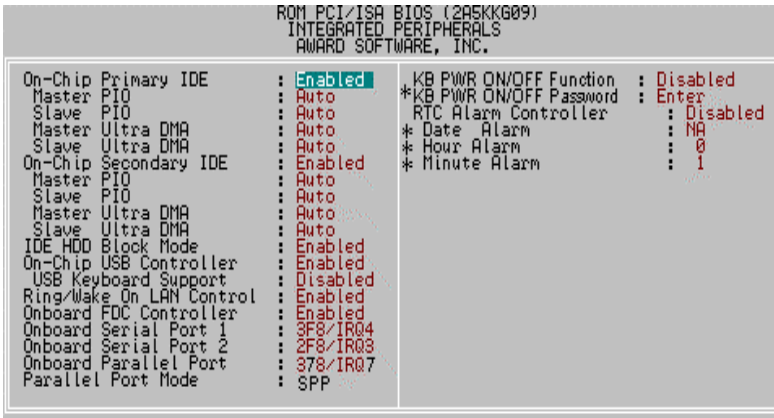 ROM PCI/ISA BIOS (2A5KKG09)
INTEGRATED PERIPHERALS
AWARD SOFTWARE, INC.
On-Chip Primary IDE : Enabled
Master PIO : Auto
Slave PIO : Auto
Master Ultra DMA : Auto
Slave Ultra DMA : Auto
On-Chip Secondary IDE : Enabled
Master PIO : Auto
Slave PIO : Auto
Master Ultra DMA : Auto
Slave Ultra DMA : Auto
IDE HDD Block Mode : Enabled
On-Chip USB Controller : Enabled
USB Keyboard Support : Disabled
Ring/Wake On LAN Control : Enabled
Onboard FDC Controller : Enabled
Onboard Serial Port 1 : 3F8/IRQ4
Onboard Serial Port 2 : 2F8/IRQ3
Onboard Parallel Port : 378/IRQ7
Parallel Port Mode : SPP
KB PWR ON/OFF Function : Disabled
*KB PWR ON/OFF Password : Enter
RTC Alarm Controller : Disabled
* Date Alarm : NA
* Hour Alarm : 0
* Minute Alarm : 1